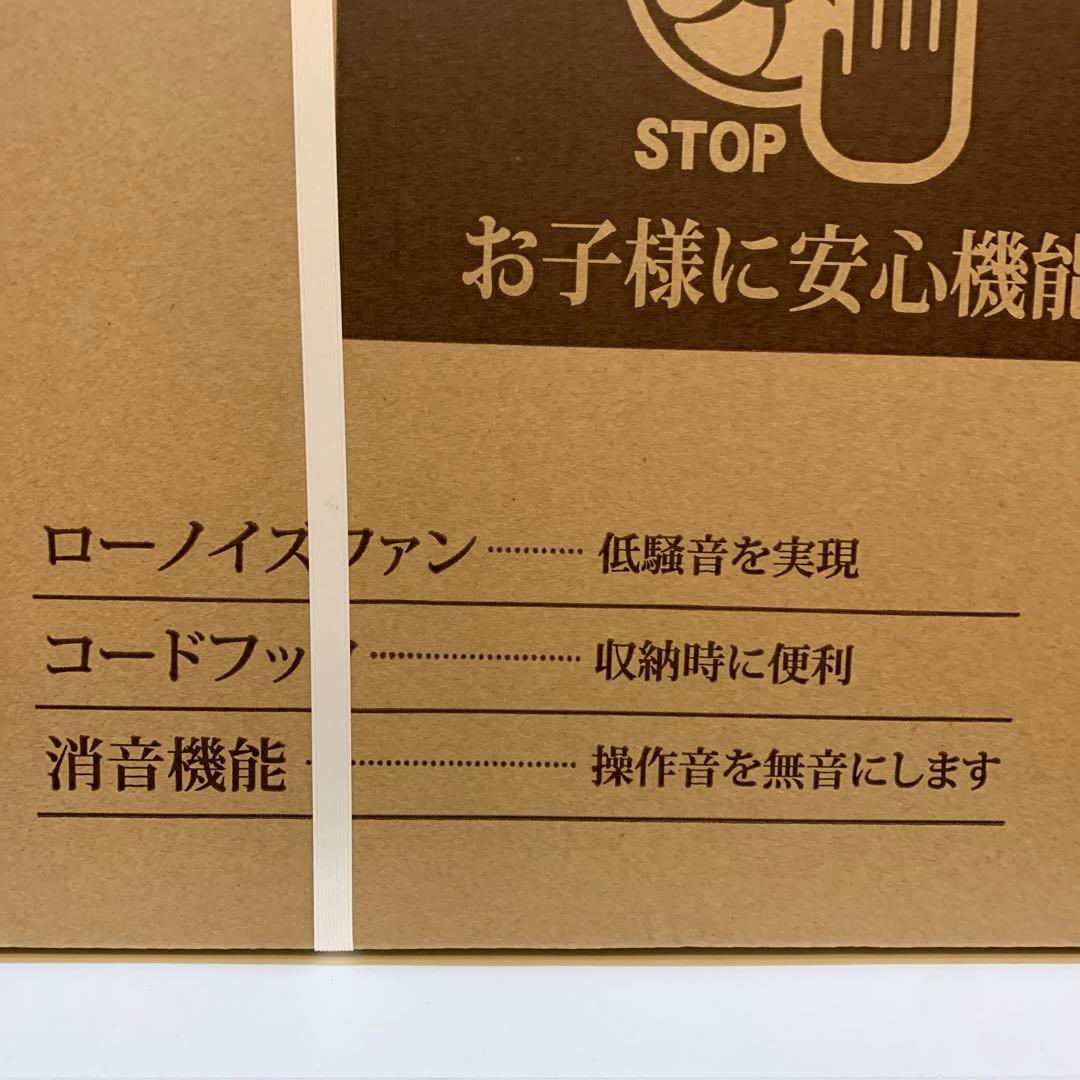 STOP
お子様に安心機能
ローノイズファン………… 低騒音を実現
コードフック………………… 収納時に便利
消音機能……………………… 操作音を無音にします